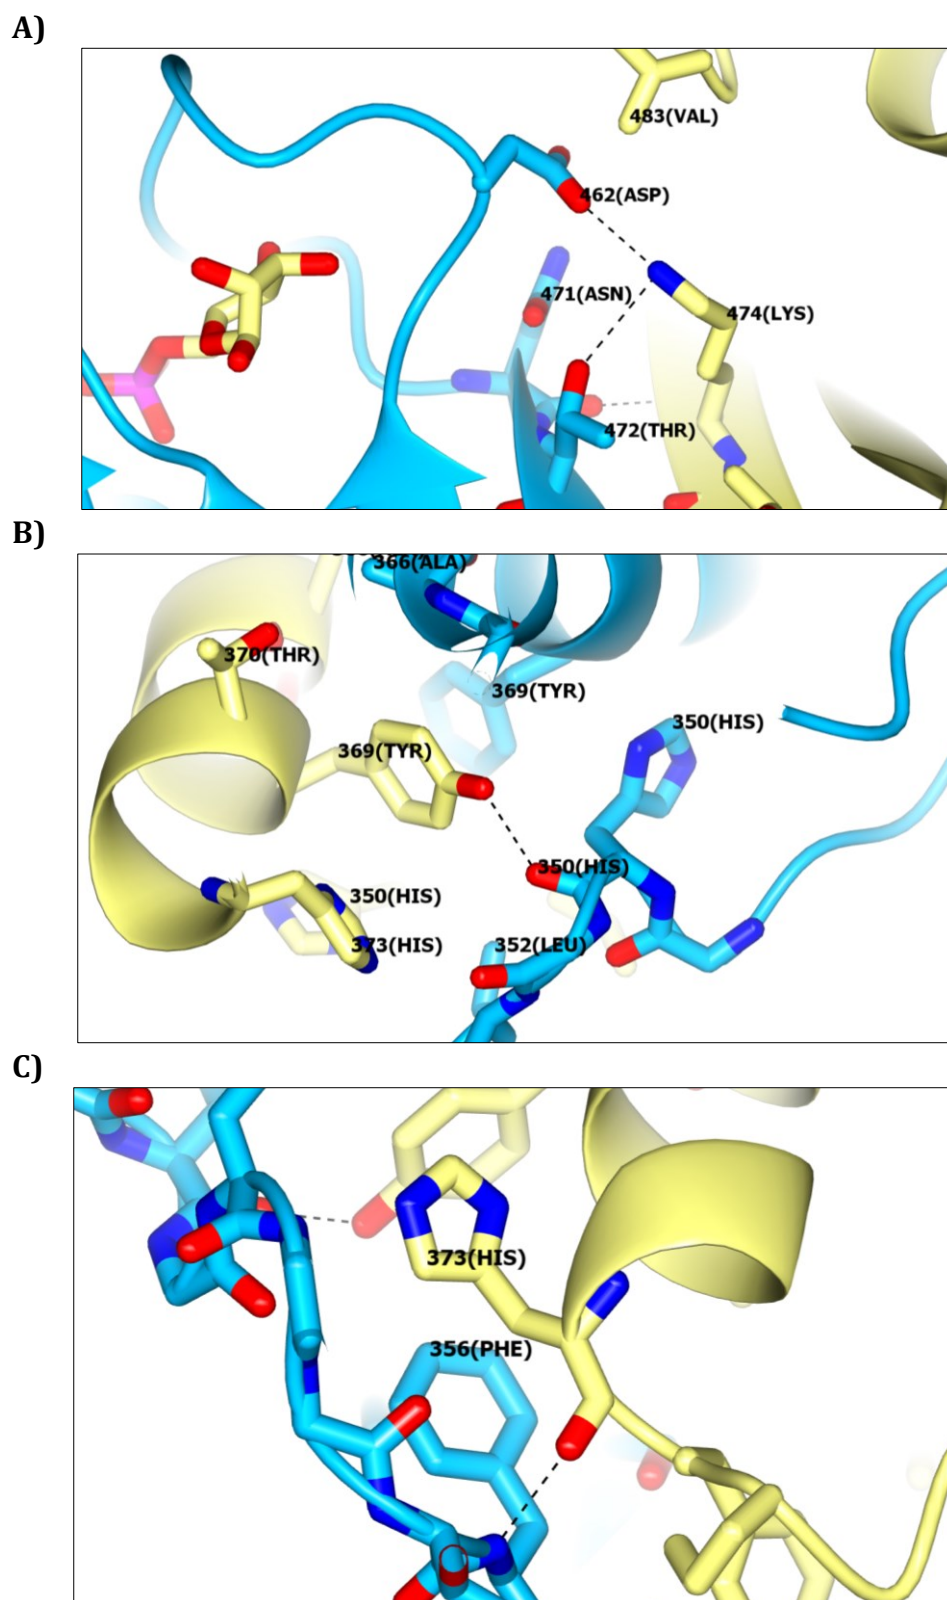 A)
483(VAL)
462(ASP)
471(ASN)
474(LYS)
472(THR)
B)
366(ALA)
370(THR)
369(TYR)
350(HIS)
369(TYR)
350(HIS)
350(HIS)
373(HIS)
352(LEU)
C)
373(HIS)
356(PHE)